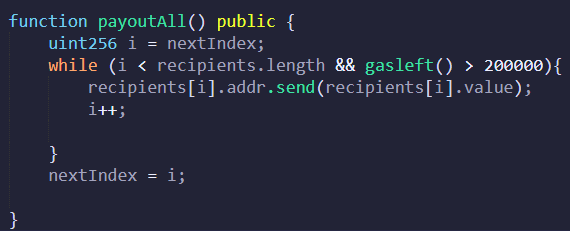 function payoutAll() public {
    uint256 i = nextIndex;
    while (i < recipients.length && gasleft() > 200000){
        recipients[i].addr.send(recipients[i].value);
        i++;

    }
    nextIndex = i;

}